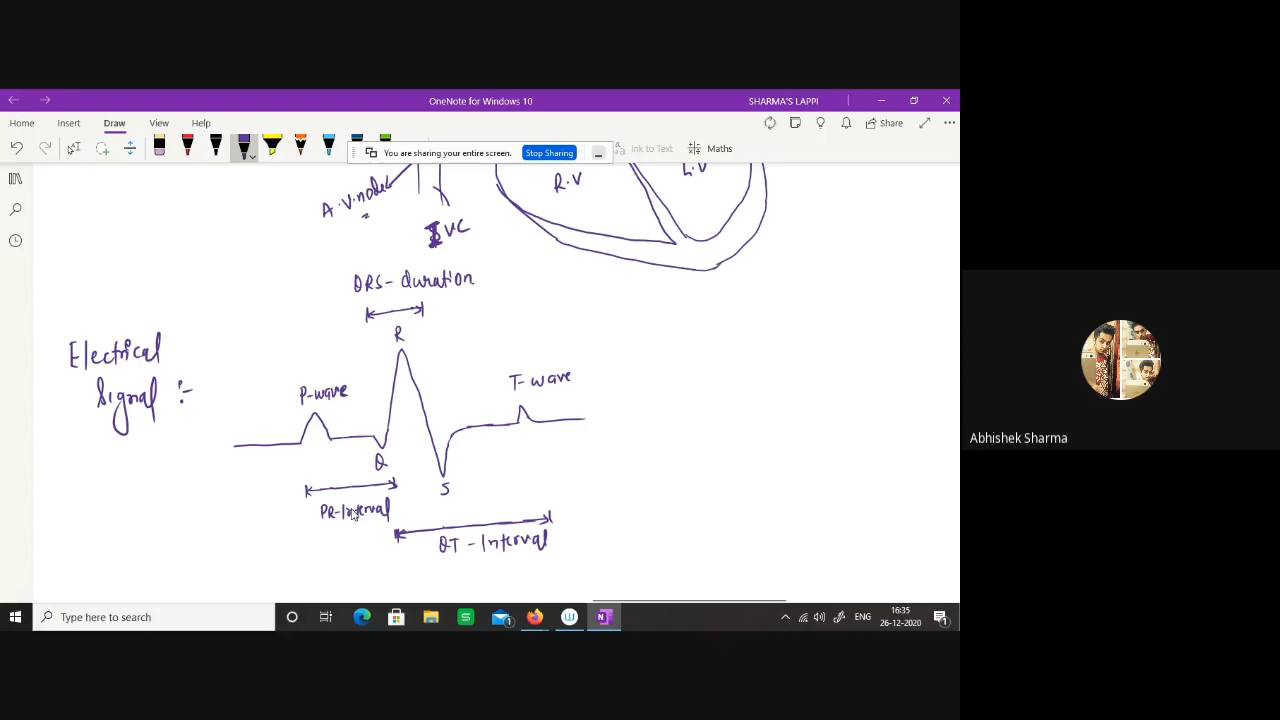 OneNote for Windows 10
SHARMA'S LAPPI
Home Insert Draw View Help
Share
You are sharing your entire screen. Stop Sharing
Ink to Text
Maths
R.V
L.V
A.V.node
IVC
QRS- duration
R
Electrical
Signal :-
P-wave
T-wave
Q
S
PR-Interval
QT - Interval
Abhishek Sharma
Type here to search
ENG
16:35
26-12-2020